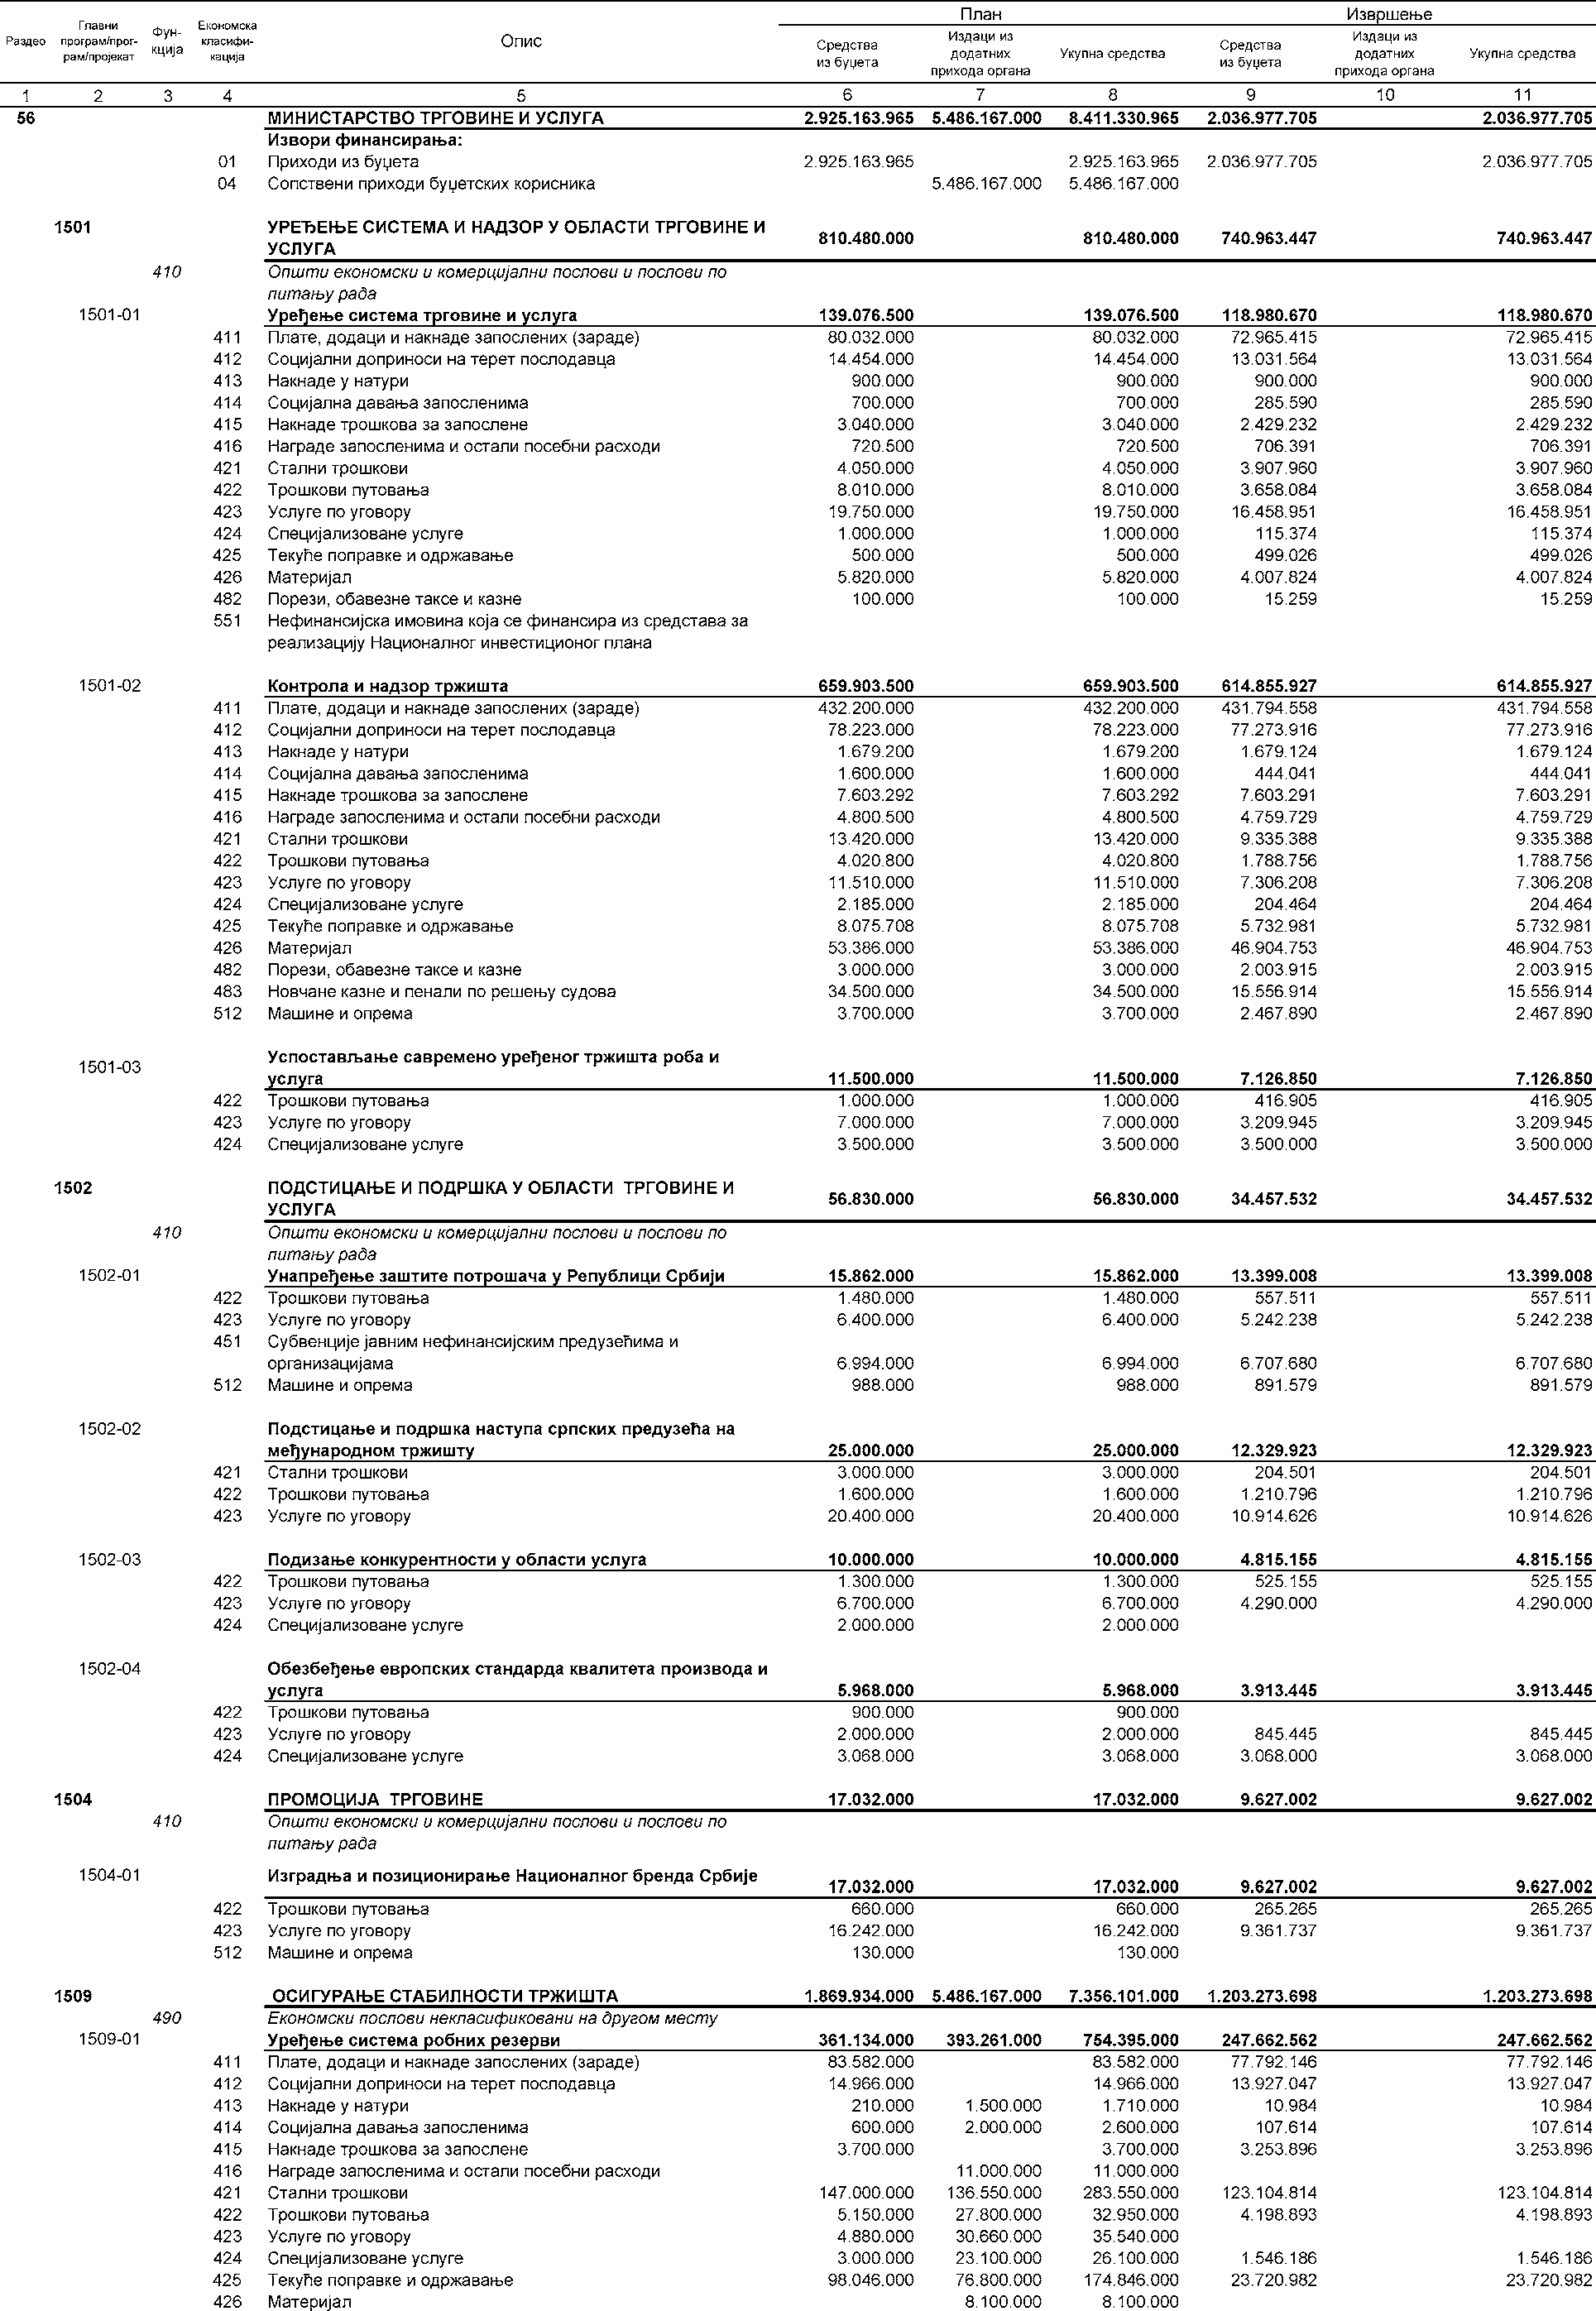 План Извршење
Раздео Главни програм/прог-рам/пројекат Фун-кција Економска класифи-кација Опис Средства из буџета Издаци из додатних прихода органа Укупна средства Средства из буџета Издаци из додатних прихода органа Укупна средства
1 2 3 4 5 6 7 8 9 10 11
56 МИНИСТАРСТВО ТРГОВИНЕ И УСЛУГА 2.925.163.965 5.486.167.000 8.411.330.965 2.036.977.705 2.036.977.705
Извори финансирања:
01 Приходи из буџета 2.925.163.965 2.925.163.965 2.036.977.705 2.036.977.705
04 Сопствени приходи буџетских корисника 5.486.167.000 5.486.167.000
1501 УРЕЂЕЊЕ СИСТЕМА И НАДЗОР У ОБЛАСТИ ТРГОВИНЕ И
УСЛУГА 810.480.000 810.480.000 740.963.447 740.963.447
410 Општи економски и комерцијални послови и послови по
питању рада
1501-01 Уређење система трговине и услуга 139.076.500 139.076.500 118.980.670 118.980.670
411 Плате, додаци и накнаде запослених (зараде) 80.032.000 80.032.000 72.965.415 72.965.415
412 Социјални доприноси на терет послодавца 14.454.000 14.454.000 13.031.564 13.031.564
413 Накнаде у натури 900.000 900.000 900.000 900.000
414 Социјална давања запосленима 700.000 700.000 285.590 285.590
415 Накнаде трошкова за запослене 3.040.000 3.040.000 2.429.232 2.429.232
416 Награде запосленима и остали посебни расходи 720.500 720.500 706.391 706.391
421 Стални трошкови 4.050.000 4.050.000 3.907.960 3.907.960
422 Трошкови путовања 8.010.000 8.010.000 3.658.084 3.658.084
423 Услуге по уговору 19.750.000 19.750.000 16.458.951 16.458.951
424 Специјализоване услуге 1.000.000 1.000.000 115.374 115.374
425 Текуће поправке и одржавање 500.000 500.000 499.026 499.026
426 Материјал 5.820.000 5.820.000 4.007.824 4.007.824
482 Порези, обавезне таксе и казне 100.000 100.000 15.259 15.259
551 Нефинансијска имовина која се финансира из средстава за
реализацију Националног инвестиционог плана
1501-02 Контрола и надзор тржишта 659.903.500 659.903.500 614.855.927 614.855.927
411 Плате, додаци и накнаде запослених (зараде) 432.200.000 432.200.000 431.794.558 431.794.558
412 Социјални доприноси на терет послодавца 78.223.000 78.223.000 77.273.916 77.273.916
413 Накнаде у натури 1.679.200 1.679.200 1.679.124 1.679.124
414 Социјална давања запосленима 1.600.000 1.600.000 444.041 444.041
415 Накнаде трошкова за запослене 7.603.292 7.603.292 7.603.291 7.603.291
416 Награде запосленима и остали посебни расходи 4.800.500 4.800.500 4.759.729 4.759.729
421 Стални трошкови 13.420.000 13.420.000 9.335.388 9.335.388
422 Трошкови путовања 4.020.800 4.020.800 1.788.756 1.788.756
423 Услуге по уговору 11.510.000 11.510.000 7.306.208 7.306.208
424 Специјализоване услуге 2.185.000 2.185.000 204.464 204.464
425 Текуће поправке и одржавање 8.075.708 8.075.708 5.732.981 5.732.981
426 Материјал 53.386.000 53.386.000 46.904.753 46.904.753
482 Порези, обавезне таксе и казне 3.000.000 3.000.000 2.003.915 2.003.915
483 Новчане казне и пенали по решењу судова 34.500.000 34.500.000 15.556.914 15.556.914
512 Машине и опрема 3.700.000 3.700.000 2.467.890 2.467.890
1501-03 Успостављање савремено уређеног тржишта роба и
услуга 11.500.000 11.500.000 7.126.850 7.126.850
422 Трошкови путовања 1.000.000 1.000.000 416.905 416.905
423 Услуге по уговору 7.000.000 7.000.000 3.209.945 3.209.945
424 Специјализоване услуге 3.500.000 3.500.000 3.500.000 3.500.000
1502 ПОДСТИЦАЊЕ И ПОДРШКА У ОБЛАСТИ ТРГОВИНЕ И
УСЛУГА 56.830.000 56.830.000 34.457.532 34.457.532
410 Општи економски и комерцијални послови и послови по
питању рада
1502-01 Унапређење заштите потрошача у Републици Србији 15.862.000 15.862.000 13.399.008 13.399.008
422 Трошкови путовања 1.480.000 1.480.000 557.511 557.511
423 Услуге по уговору 6.400.000 6.400.000 5.242.238 5.242.238
451 Субвенције јавним нефинансијским предузећима и
организацијама 6.994.000 6.994.000 6.707.680 6.707.680
512 Машине и опрема 988.000 988.000 891.579 891.579
1502-02 Подстицање и подршка наступа српских предузећа на
међународном тржишту 25.000.000 25.000.000 12.329.923 12.329.923
421 Стални трошкови 3.000.000 3.000.000 204.501 204.501
422 Трошкови путовања 1.600.000 1.600.000 1.210.796 1.210.796
423 Услуге по уговору 20.400.000 20.400.000 10.914.626 10.914.626
1502-03 Подизање конкурентности у области услуга 10.000.000 10.000.000 4.815.155 4.815.155
422 Трошкови путовања 1.300.000 1.300.000 525.155 525.155
423 Услуге по уговору 6.700.000 6.700.000 4.290.000 4.290.000
424 Специјализоване услуге 2.000.000 2.000.000
1502-04 Обезбеђење европских стандарда квалитета производа и
услуга 5.968.000 5.968.000 3.913.445 3.913.445
422 Трошкови путовања 900.000 900.000
423 Услуге по уговору 2.000.000 2.000.000 845.445 845.445
424 Специјализоване услуге 3.068.000 3.068.000 3.068.000 3.068.000
1504 ПРОМОЦИЈА ТРГОВИНЕ 17.032.000 17.032.000 9.627.002 9.627.002
410 Општи економски и комерцијални послови и послови по
питању рада
1504-01 Изградња и позиционирање Националног бренда Србије 17.032.000 17.032.000 9.627.002 9.627.002
422 Трошкови путовања 660.000 660.000 265.265 265.265
423 Услуге по уговору 16.242.000 16.242.000 9.361.737 9.361.737
512 Машине и опрема 130.000 130.000
1509 ОСИГУРАЊЕ СТАБИЛНОСТИ ТРЖИШТА 1.869.934.000 5.486.167.000 7.356.101.000 1.203.273.698 1.203.273.698
490 Економски послови некласификовани на другом месту
1509-01 Уређење система робних резерви 361.134.000 393.261.000 754.395.000 247.662.562 247.662.562
411 Плате, додаци и накнаде запослених (зараде) 83.582.000 83.582.000 77.792.146 77.792.146
412 Социјални доприноси на терет послодавца 14.966.000 14.966.000 13.927.047 13.927.047
413 Накнаде у натури 210.000 1.500.000 1.710.000 10.984 10.984
414 Социјална давања запосленима 600.000 2.000.000 2.600.000 107.614 107.614
415 Накнаде трошкова за запослене 3.700.000 3.700.000 3.253.896 3.253.896
416 Награде запосленима и остали посебни расходи 11.000.000 11.000.000
421 Стални трошкови 147.000.000 136.550.000 283.550.000 123.104.814 123.104.814
422 Трошкови путовања 5.150.000 27.800.000 32.950.000 4.198.893 4.198.893
423 Услуге по уговору 4.880.000 30.660.000 35.540.000
424 Специјализоване услуге 3.000.000 23.100.000 26.100.000 1.546.186 1.546.186
425 Текуће поправке и одржавање 98.046.000 76.800.000 174.846.000 23.720.982 23.720.982
426 Материјал 8.100.000 8.100.000